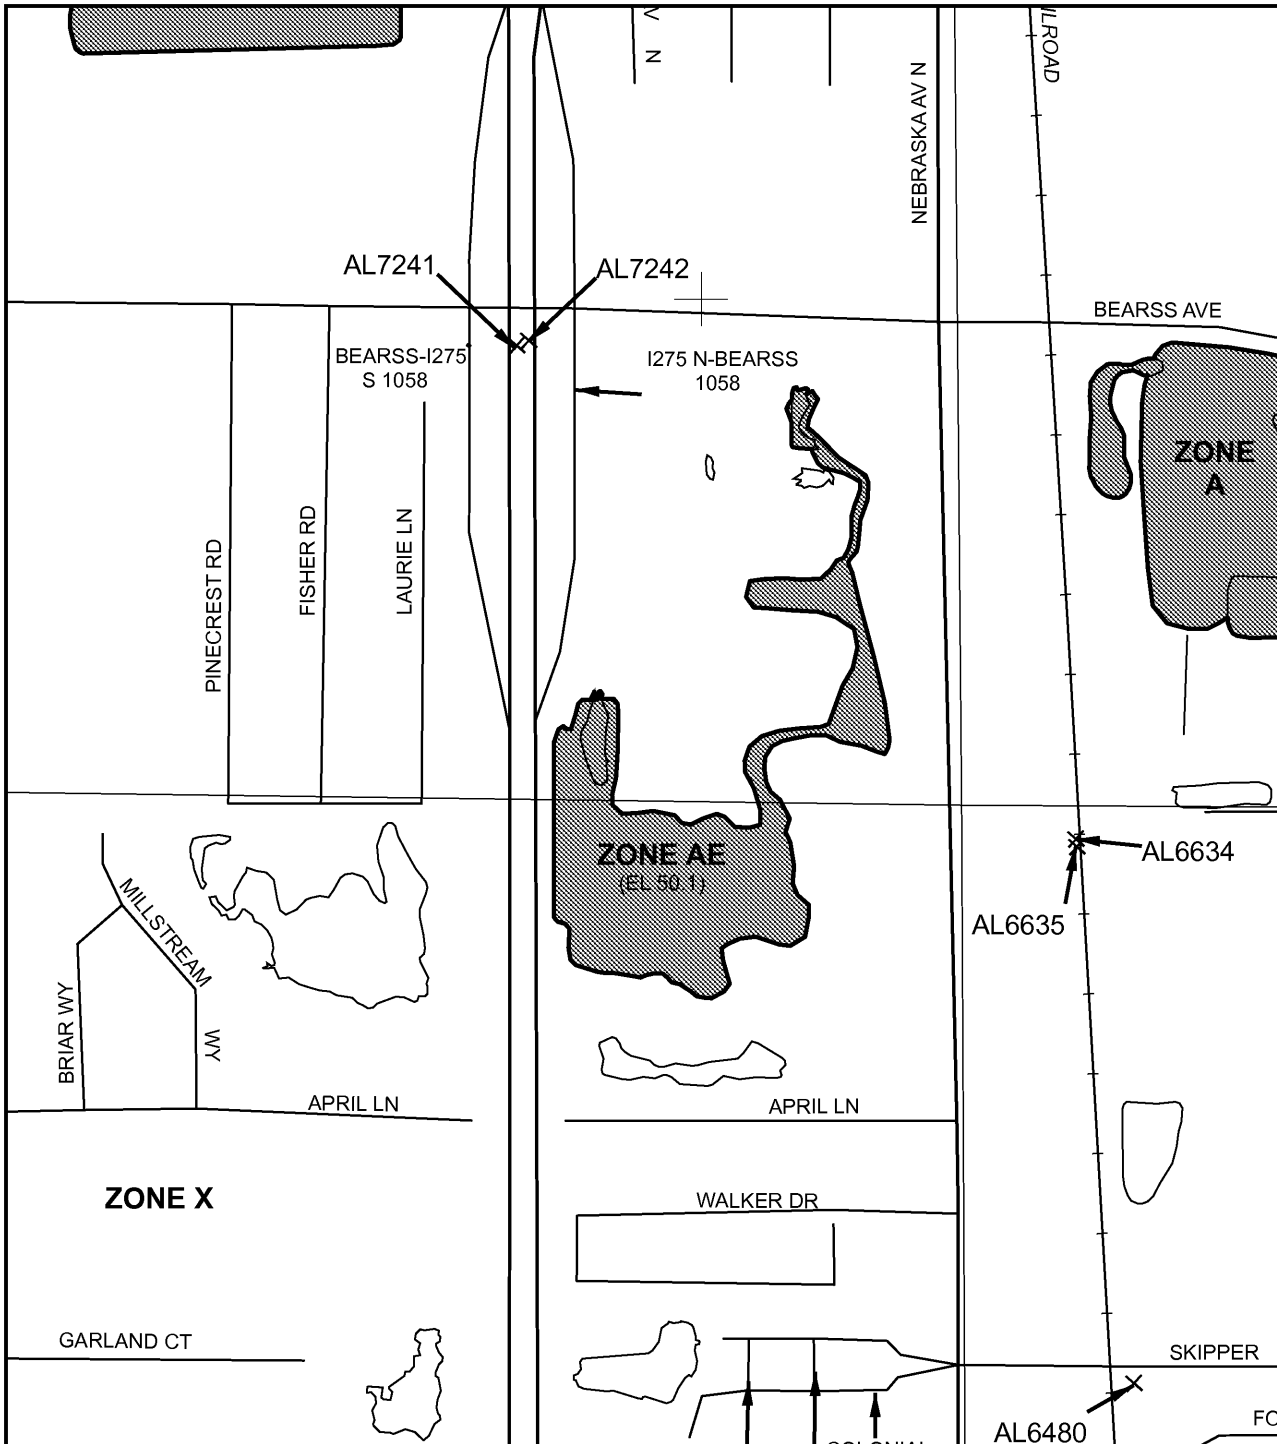 V N
NEBRASKA AV N
AL7241
AL7242
BEARSS AVE
BEARSS-I275
S 1058
I275 N-BEARSS
1058
ZONE
A
PINECREST RD
FISHER RD
LAURIE LN
ZONE AE
(EL 50.1)
AL6634
AL6635
MILLSTREAM
WY
BRIAR WY
APRIL LN
APRIL LN
ZONE X
WALKER DR
GARLAND CT
SKIPPER
AL6480